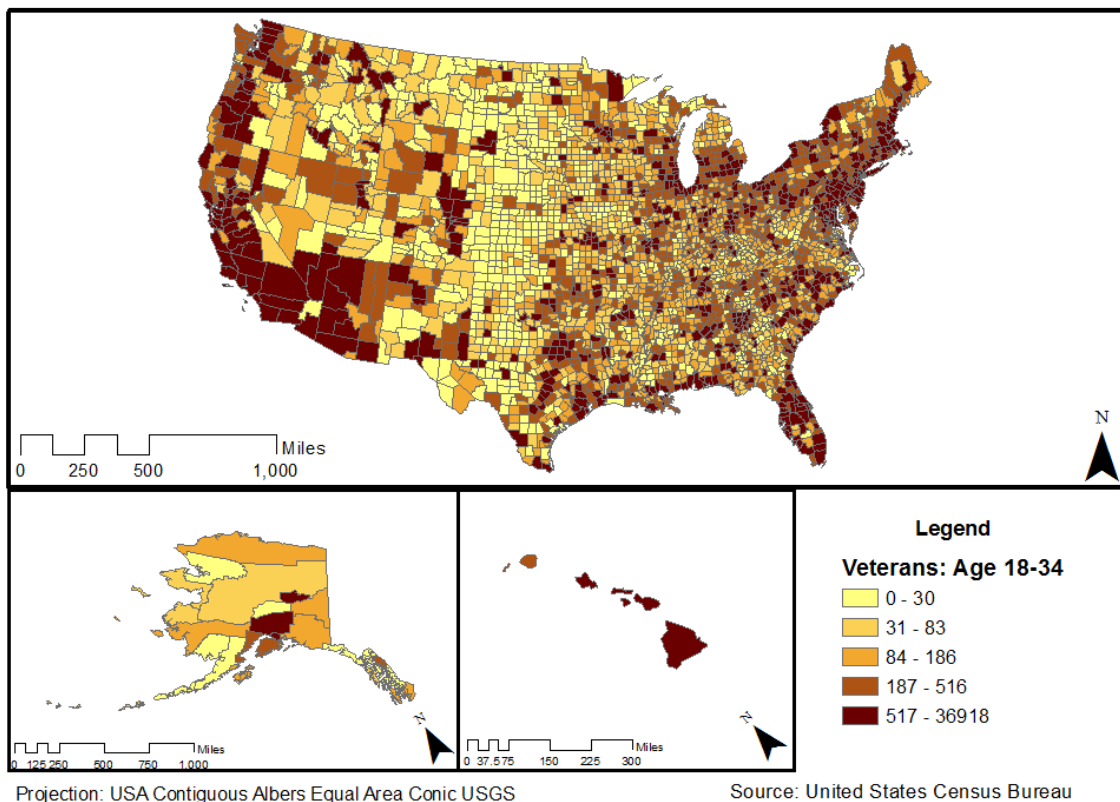 N
Miles
0 250 500 1,000
N
Miles
0 125 250 500 750 1,000
N
Miles
0 37.5 75 150 225 300
Legend
Veterans: Age 18-34
0 - 30
31 - 83
84 - 186
187 - 516
517 - 36918
Projection: USA Contiguous Albers Equal Area Conic USGS
Source: United States Census Bureau